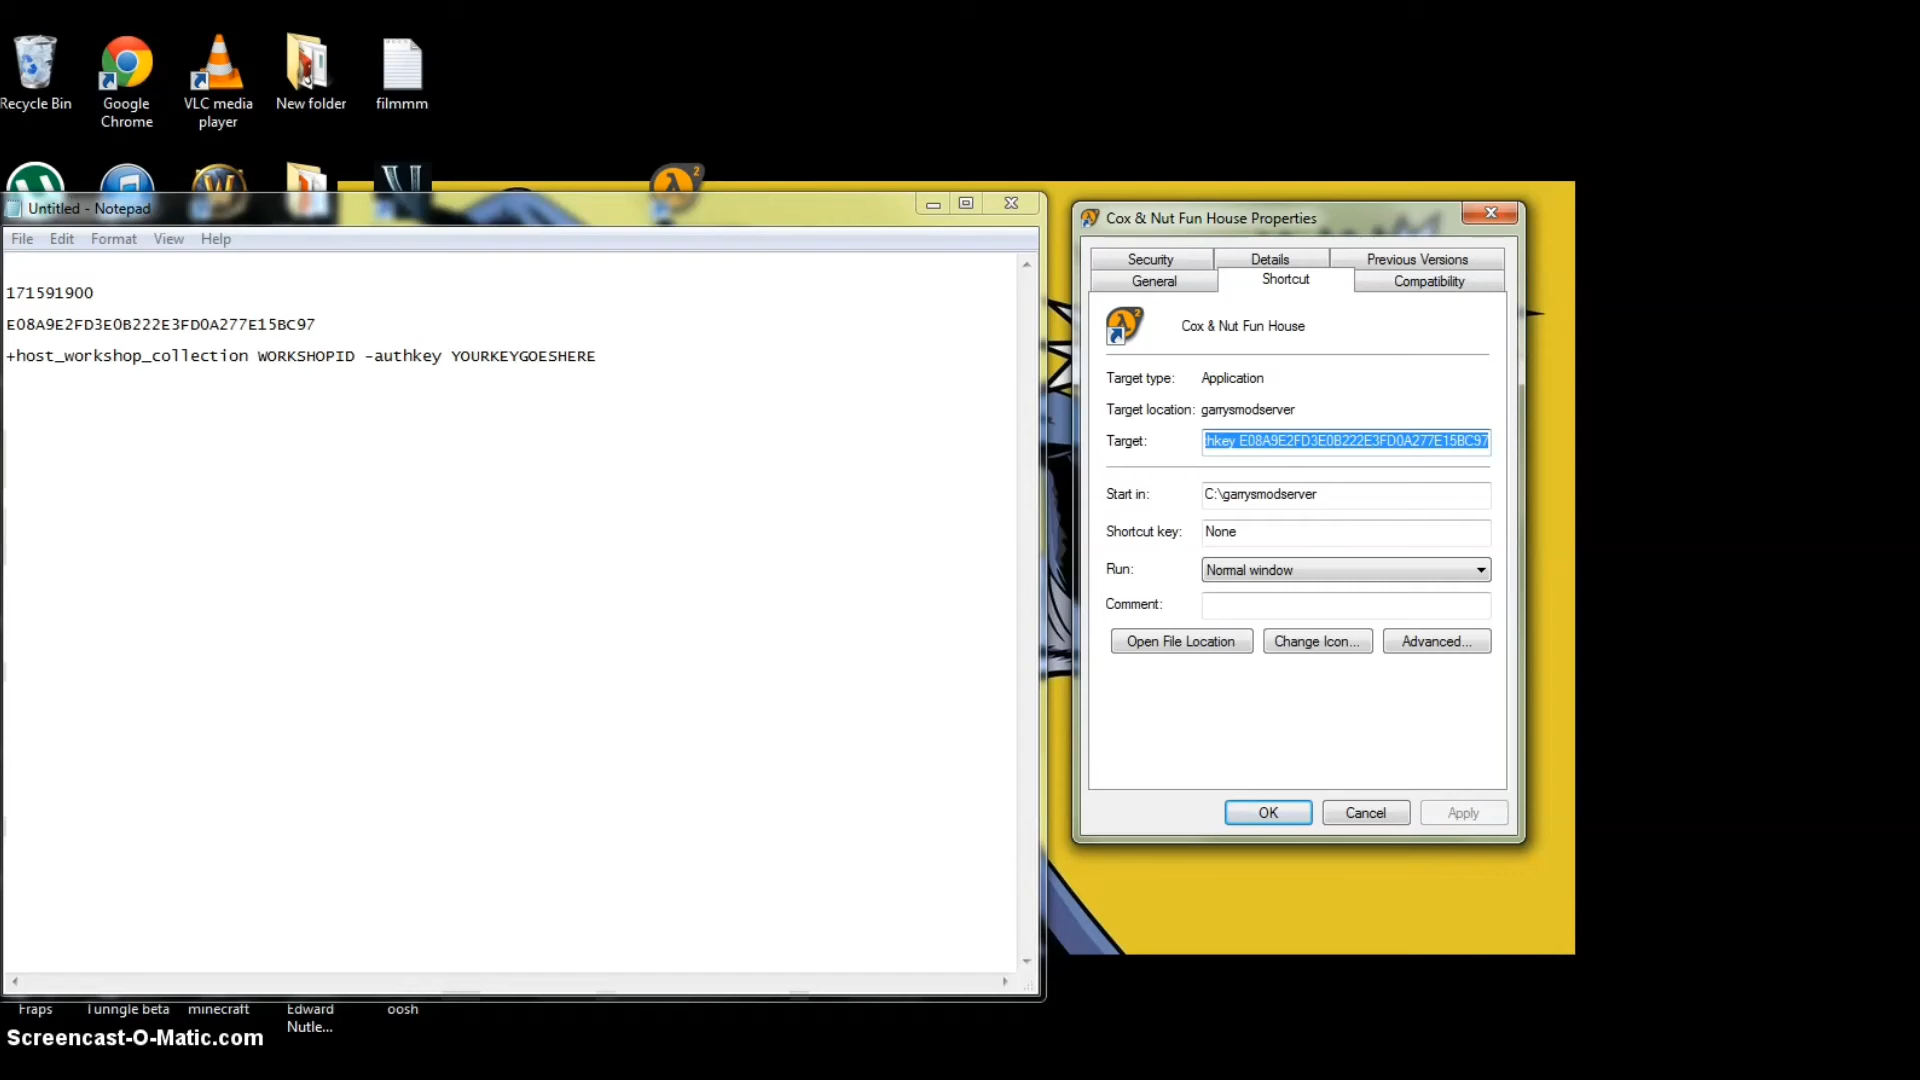 Recycle Bin
Google Chrome
VLC media player
New folder
filmmm
Untitled - Notepad
File Edit Format View Help
171591900
E08A9E2FD3E0B222E3FD0A277E15BC97
+host_workshop_collection WORKSHOPID -authkey YOURKEYGOESHERE
Cox & Nut Fun House Properties
Security Details Previous Versions
General Shortcut Compatibility
Cox & Nut Fun House
Target type: Application
Target location: garrysmodserver
Target: hkey E08A9E2FD3E0B222E3FD0A277E15BC97
Start in: C:\garrysmodserver
Shortcut key: None
Run: Normal window
Comment:
Open File Location Change Icon... Advanced...
OK Cancel Apply
Fraps
Tunngle beta
minecraft
Edward Nutle...
oosh
Screencast-O-Matic.com